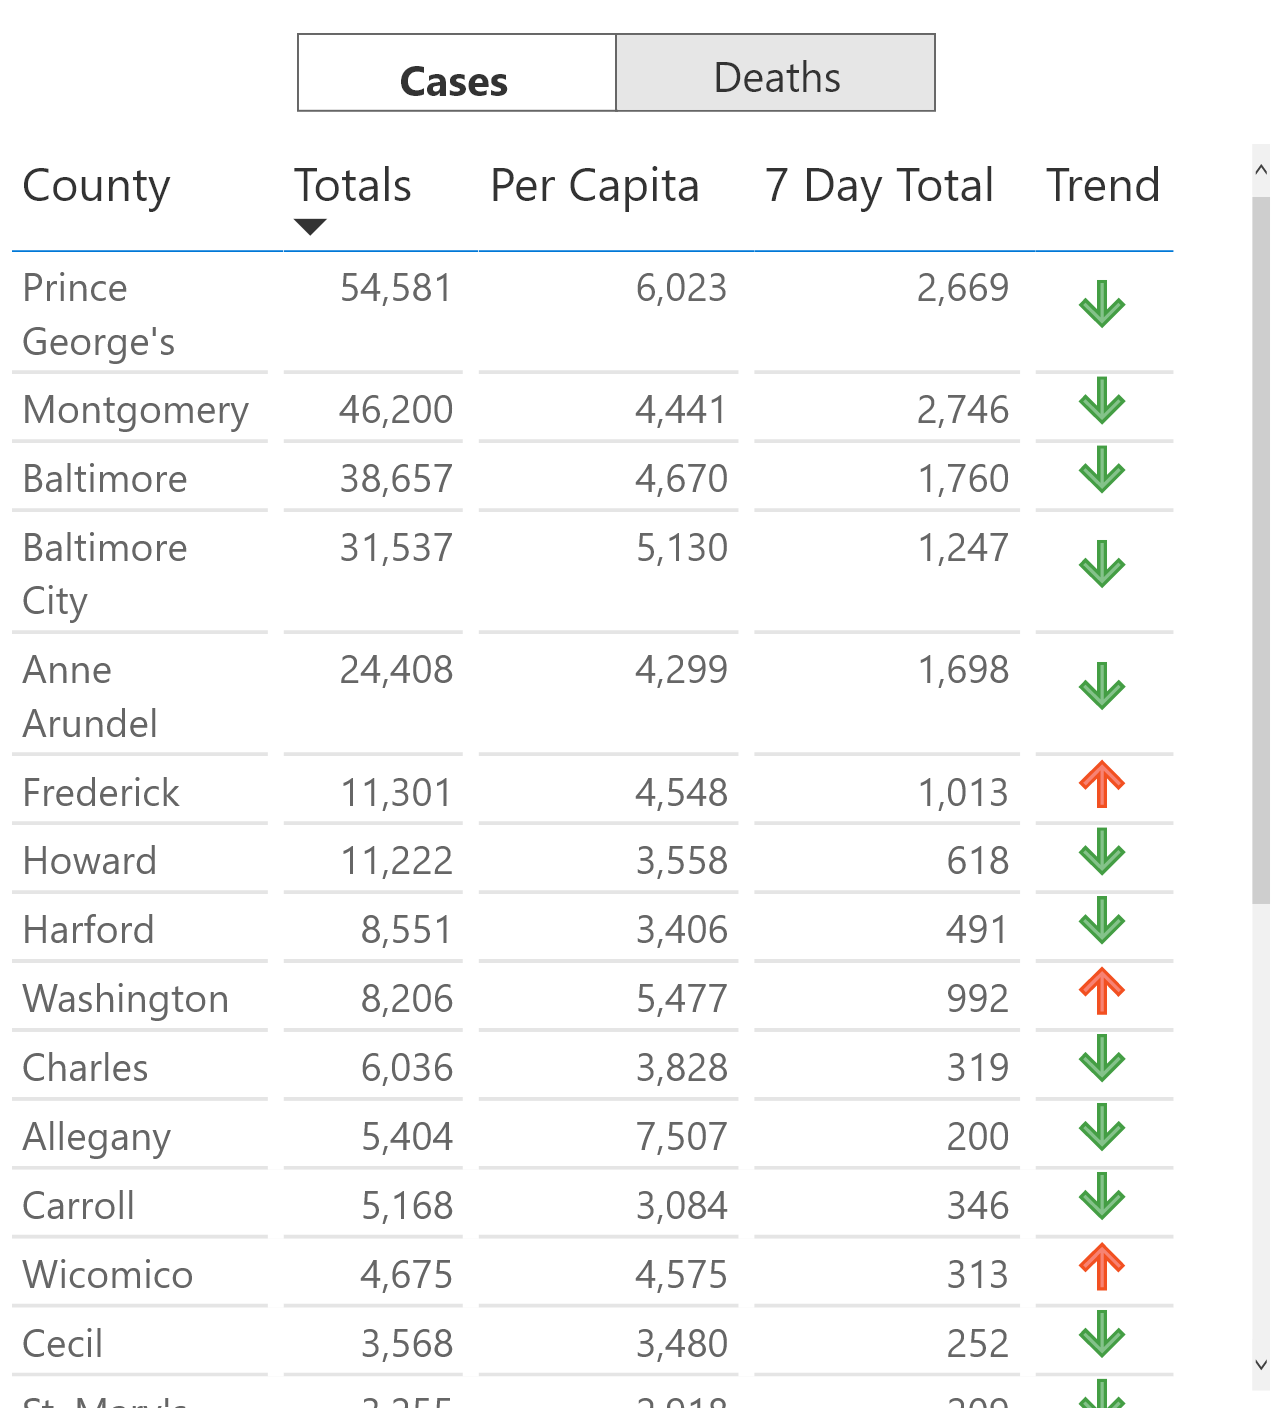 Cases Deaths
County Totals Per Capita 7 Day Total Trend
Prince George's 54,581 6,023 2,669
Montgomery 46,200 4,441 2,746
Baltimore 38,657 4,670 1,760
Baltimore City 31,537 5,130 1,247
Anne Arundel 24,408 4,299 1,698
Frederick 11,301 4,548 1,013
Howard 11,222 3,558 618
Harford 8,551 3,406 491
Washington 8,206 5,477 992
Charles 6,036 3,828 319
Allegany 5,404 7,507 200
Carroll 5,168 3,084 346
Wicomico 4,675 4,575 313
Cecil 3,568 3,480 252
St. Mary's